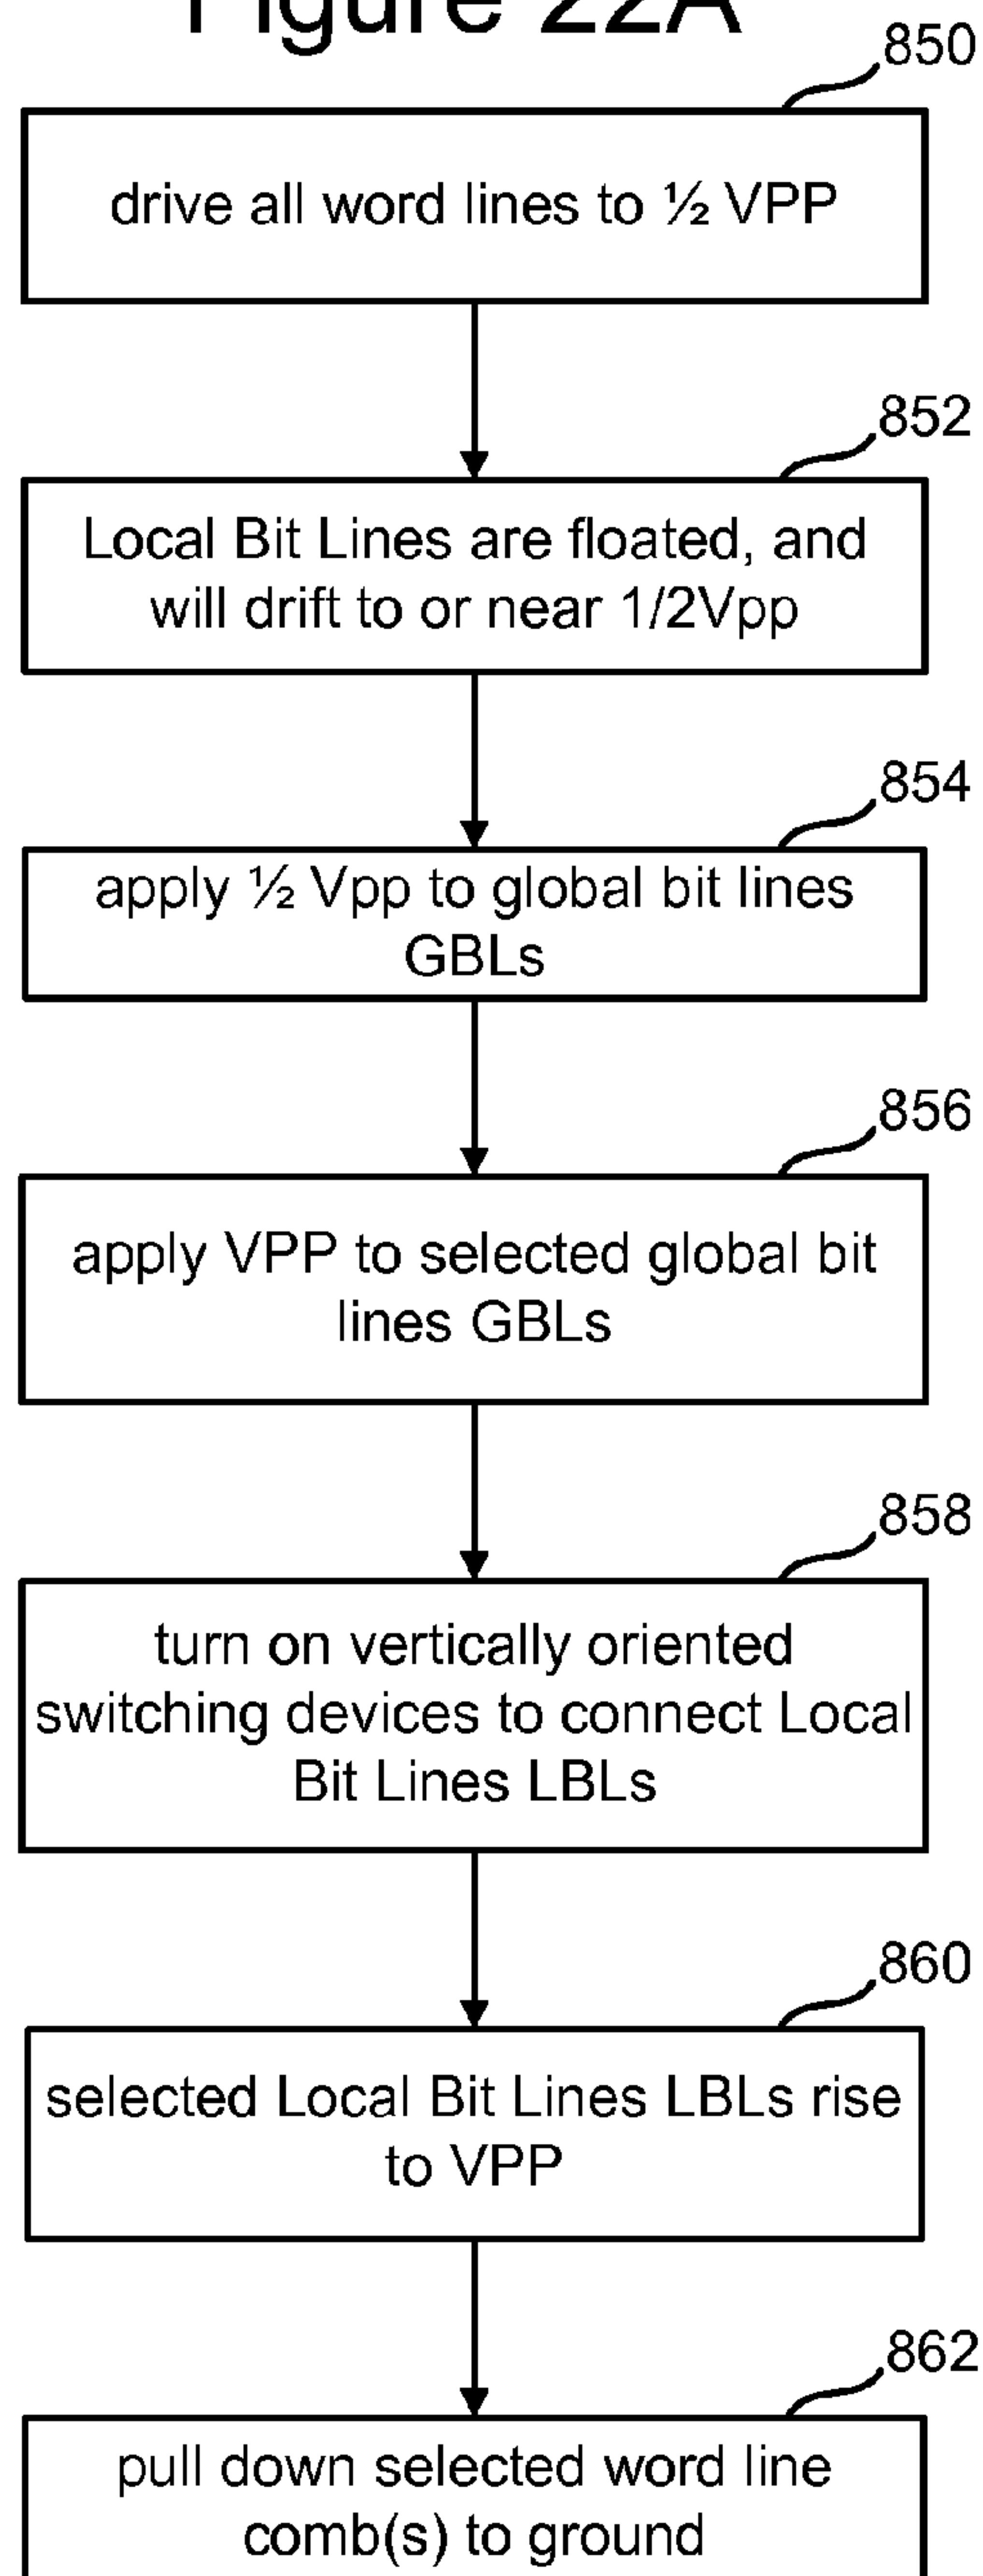 Figure 22A
850
drive all word lines to ½ VPP
852
Local Bit Lines are floated, and
will drift to or near 1/2Vpp
854
apply ½ Vpp to global bit lines
GBLs
856
apply VPP to selected global bit
lines GBLs
858
turn on vertically oriented
switching devices to connect Local
Bit Lines LBLs
860
selected Local Bit Lines LBLs rise
to VPP
862
pull down selected word line
comb(s) to ground